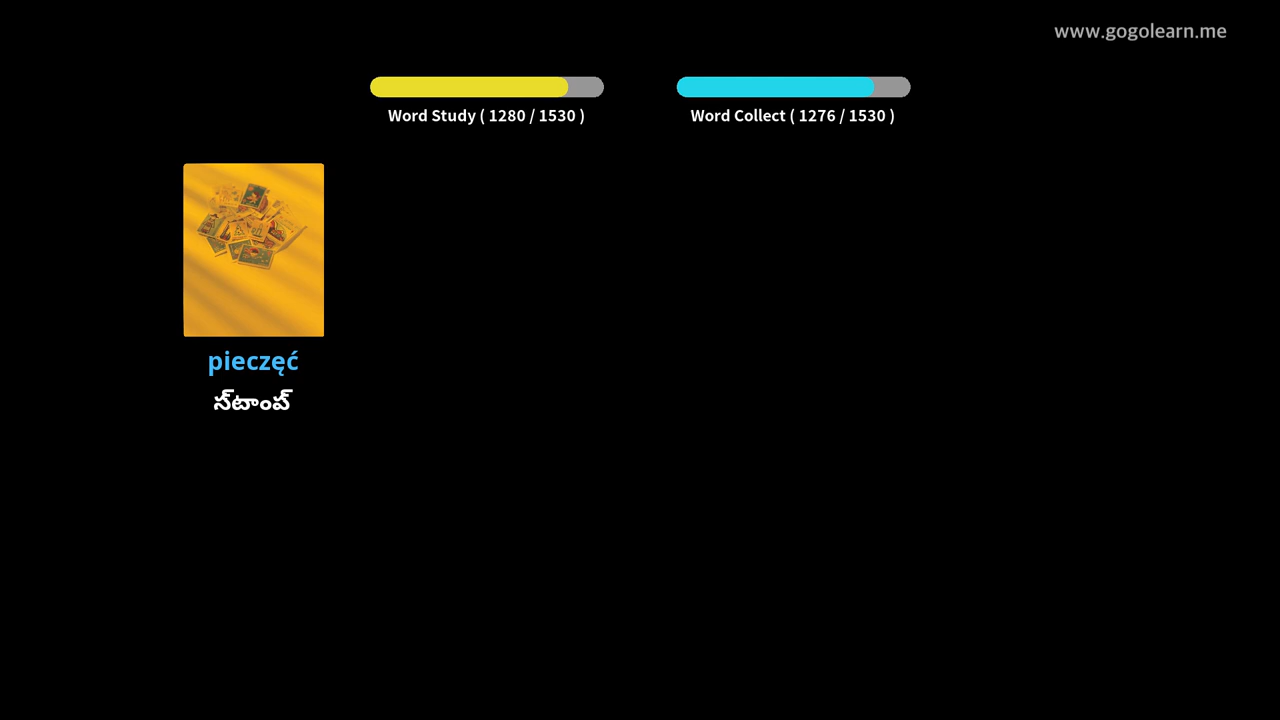 www.gogolearn.me
Word Study ( 1280 / 1530 )
Word Collect ( 1276 / 1530 )
pieczęć
స్‌టాంప్